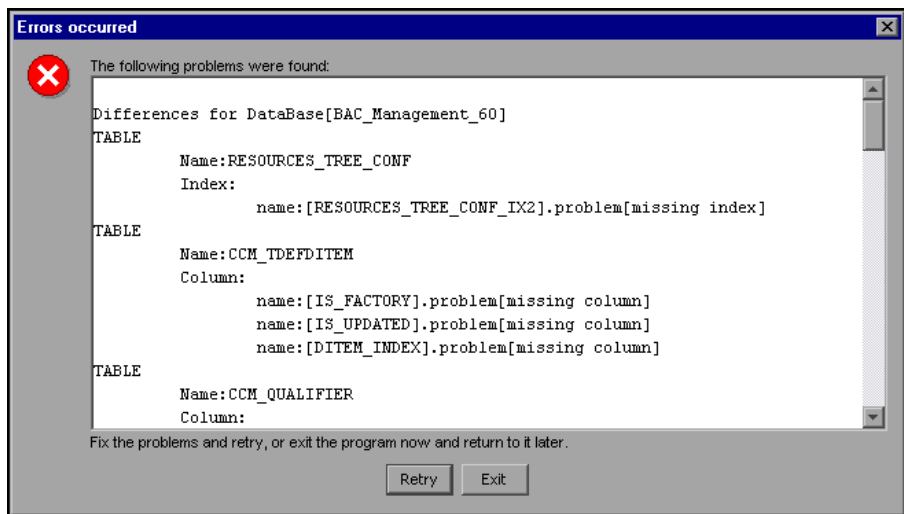 Errors occurred
The following problems were found:
Differences for DataBase[BAC_Management_60]
TABLE
Name:RESOURCES_TREE_CONF
Index:
name:[RESOURCES_TREE_CONF_IX2].problem[missing index]
TABLE
Name:CCM_TDEFDITEM
Column:
name:[IS_FACTORY].problem[missing column]
name:[IS_UPDATED].problem[missing column]
name:[DITEM_INDEX].problem[missing column]
TABLE
Name:CCM_QUALIFIER
Column:
Fix the problems and retry, or exit the program now and return to it later.
Retry Exit